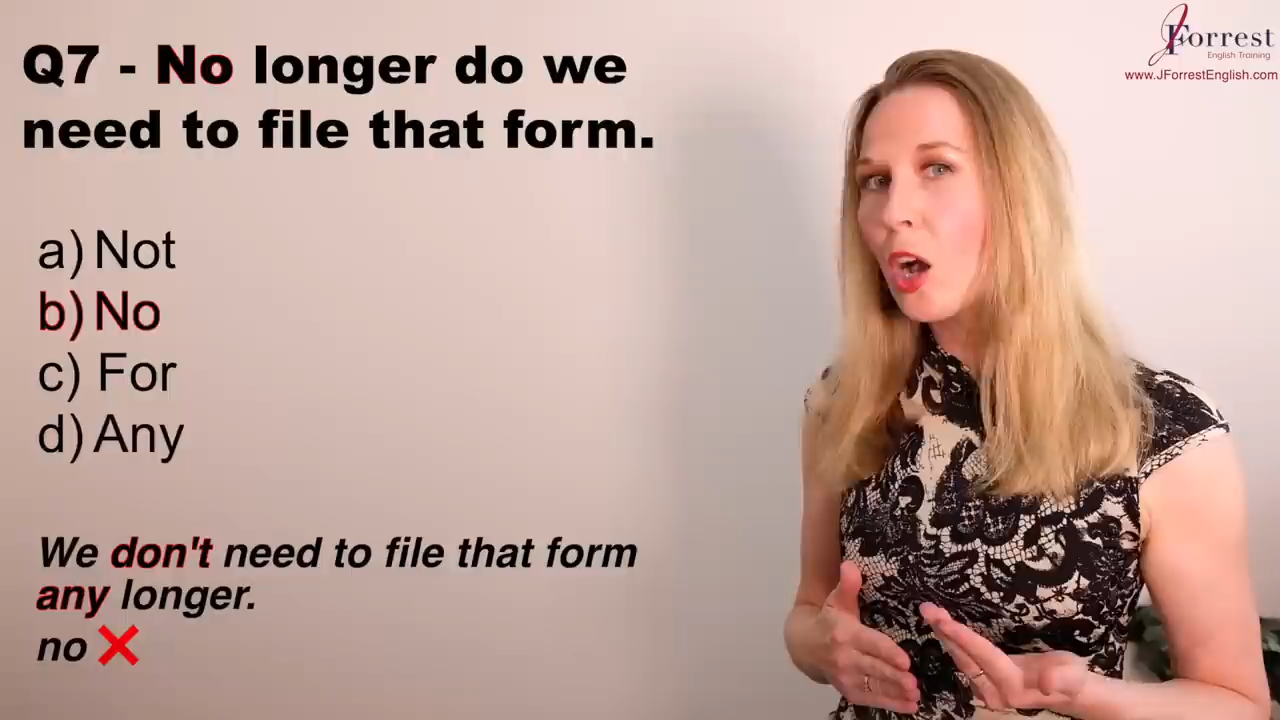 Q7 - No longer do we
need to file that form.
a) Not
b) No
c) For
d) Any
We don't need to file that form
any longer.
no
JForrest
English Training
www.JForrestEnglish.com